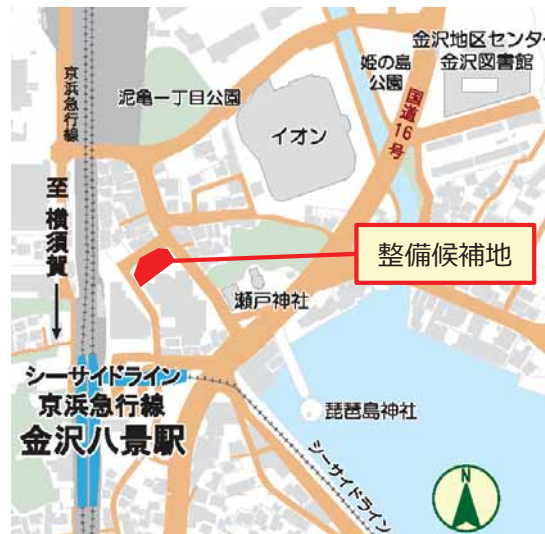 金沢地区センター
金沢図書館
姫の島
公園
京浜急行線
泥亀一丁目公園
イオン
国道16号
至 横須賀
整備候補地
瀬戸神社
シーサイドライン
京浜急行線
金沢八景駅
琵琶島神社
シーサイドライン
N